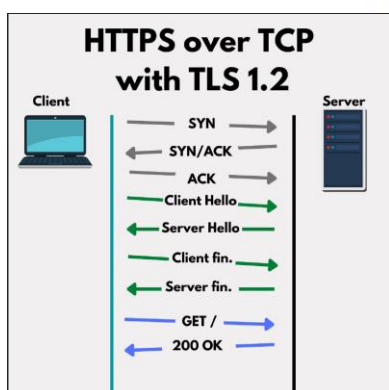 HTTPS over TCP
with TLS 1.2
Client
Server
SYN
SYN/ACK
ACK
Client Hello
Server Hello
Client fin.
Server fin.
GET /
200 OK